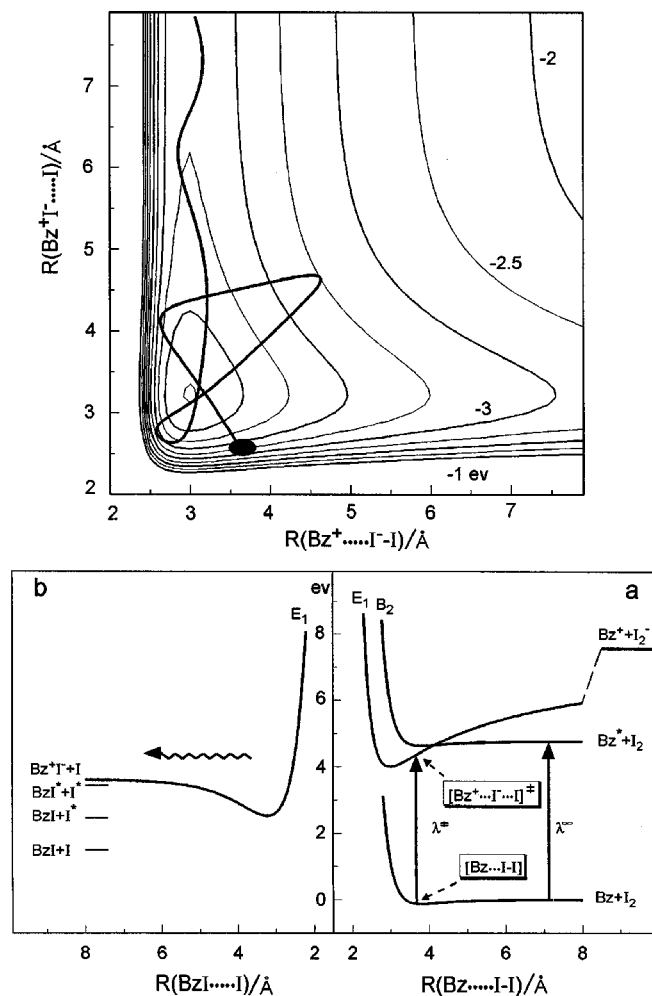 7
6
5
4
3
2
R(Bz⁺I⁻·····I)/Å
-2
-2.5
-3
-1 ev
2 3 4 5 6 7
R(Bz⁺·····I⁻-I)/Å
b ev a
E₁
E₁ B₂
8
6
4
2
0
Bz⁺+I₂⁻
Bz⁺I⁻+I
BzI*+I*
BzI+I*
BzI+I
Bz*+I₂
[Bz⁺···I⁻···I]‡
λ‡
λ∞
[Bz···I-I]
Bz+I₂
8 6 4 2
2 4 6 8
R(BzI·····I)/Å
R(Bz·····I-I)/Å